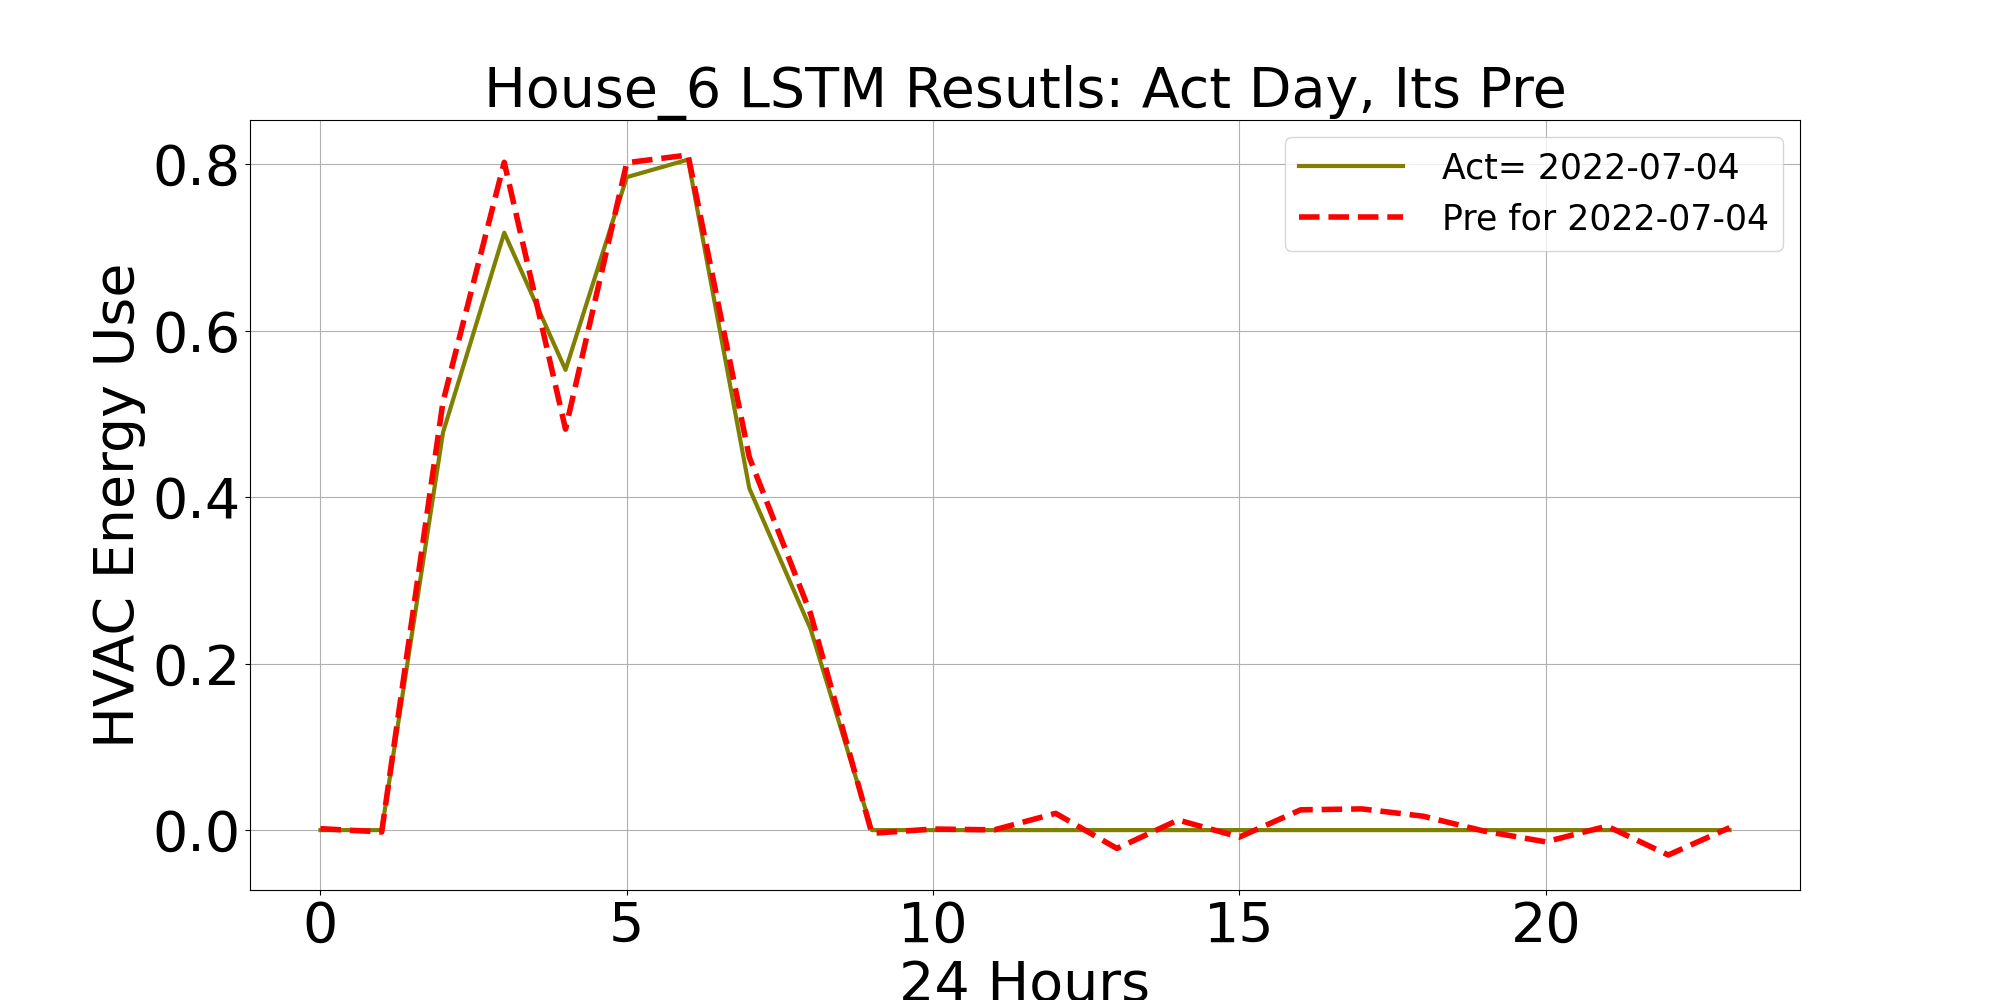 House_6 LSTM Resutls: Act Day, Its Pre
Act= 2022-07-04
Pre for 2022-07-04
HVAC Energy Use
0.8
0.6
0.4
0.2
0.0
0 5 10 15 20
24 Hours